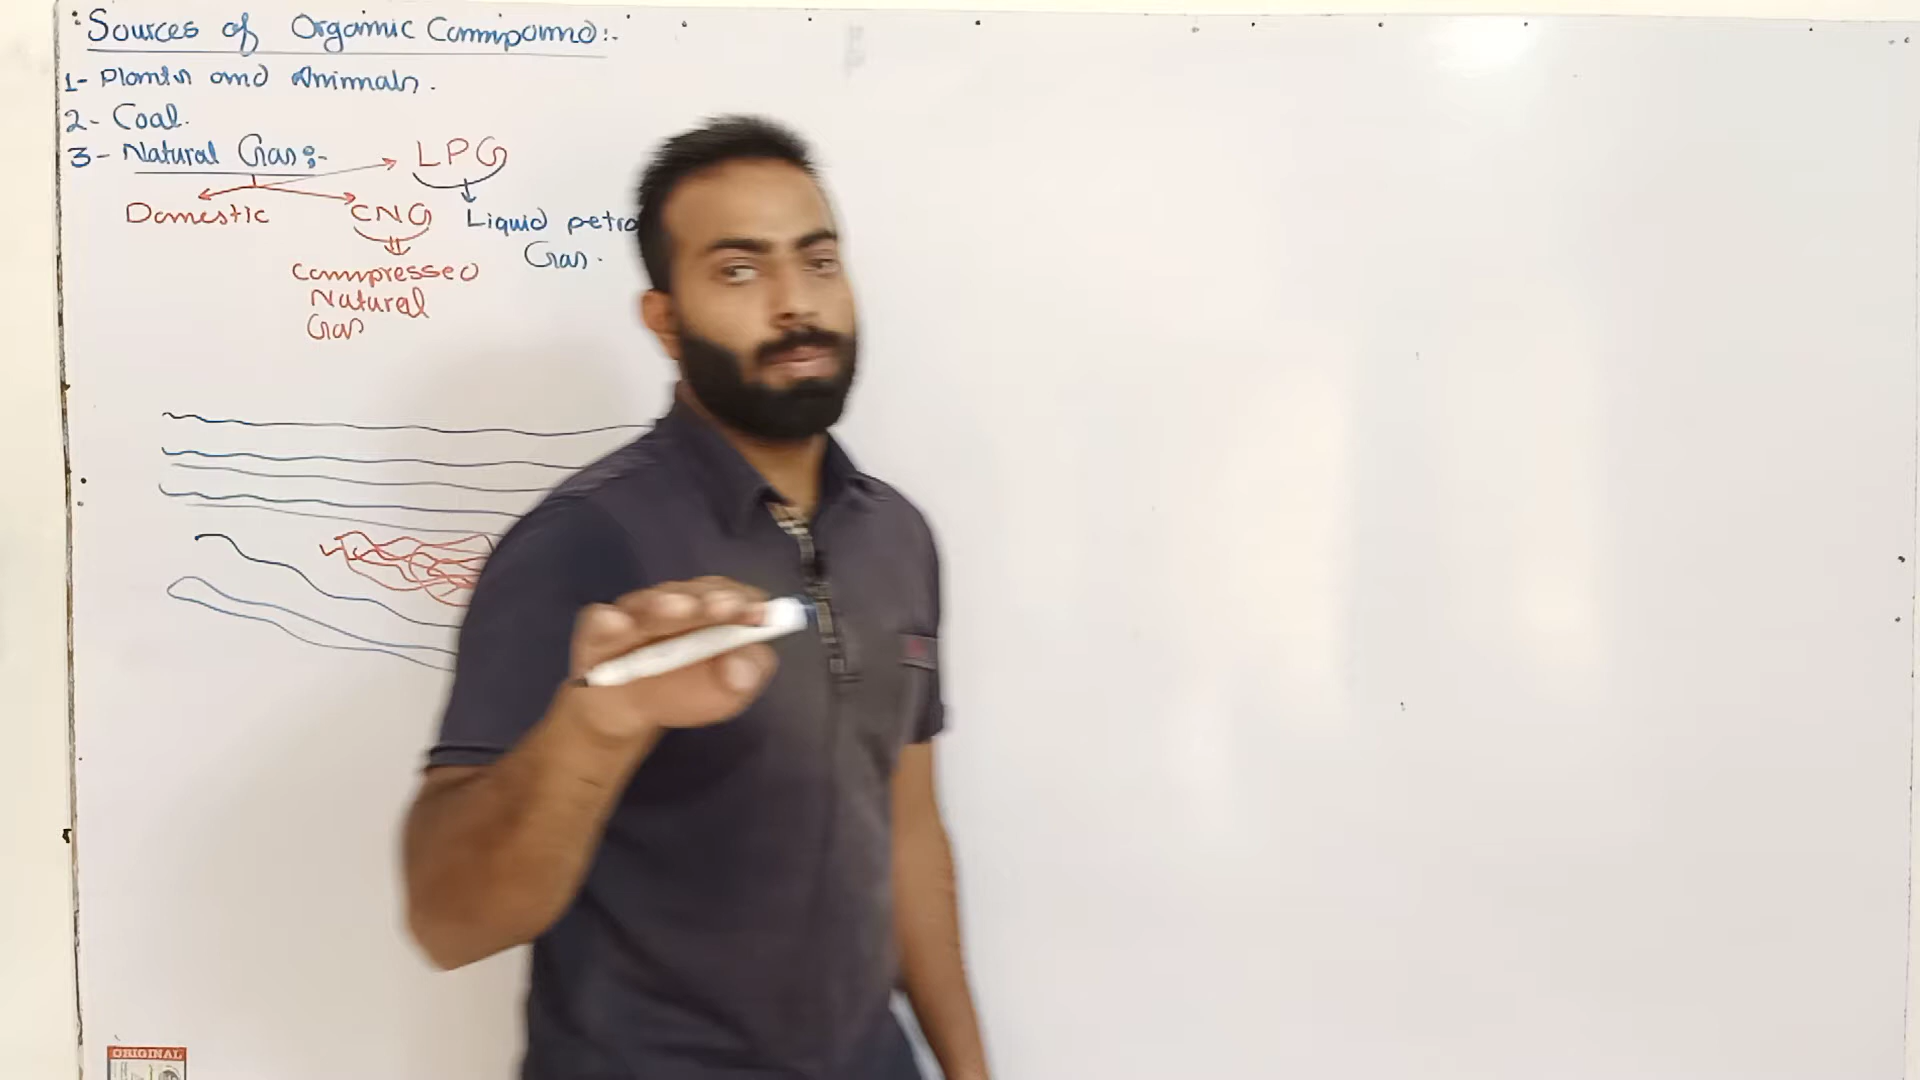 Sources of Organic Compound:-
1- Plants and Animals.
2- Coal.
3- Natural Gas:-
LPG
Domestic
CNG
Liquid petro
Gas.
Compressed
Natural
Gas
ORIGINAL